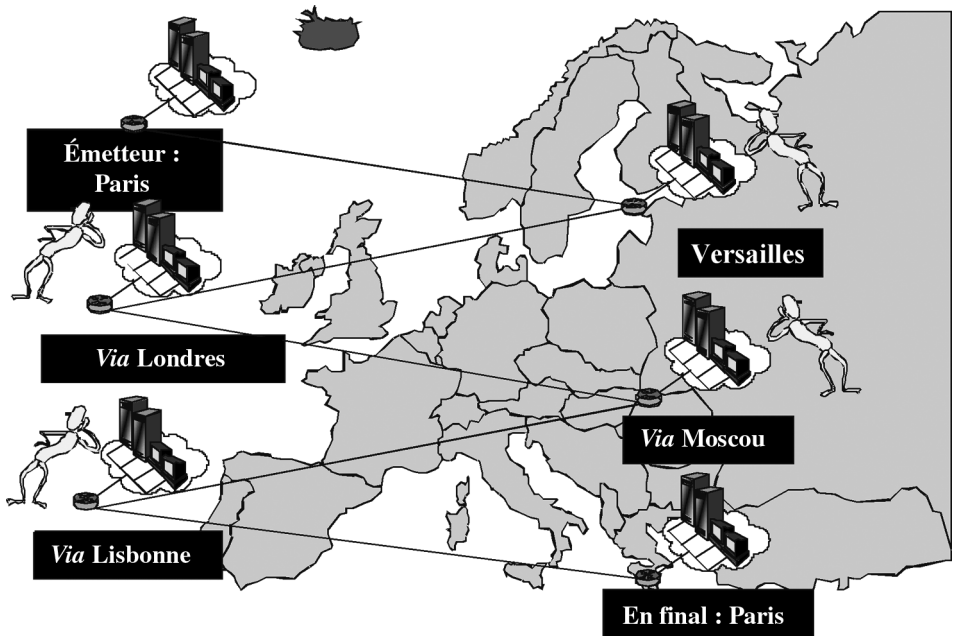 Émetteur :
Paris
Versailles
Via Londres
Via Moscou
Via Lisbonne
En final : Paris